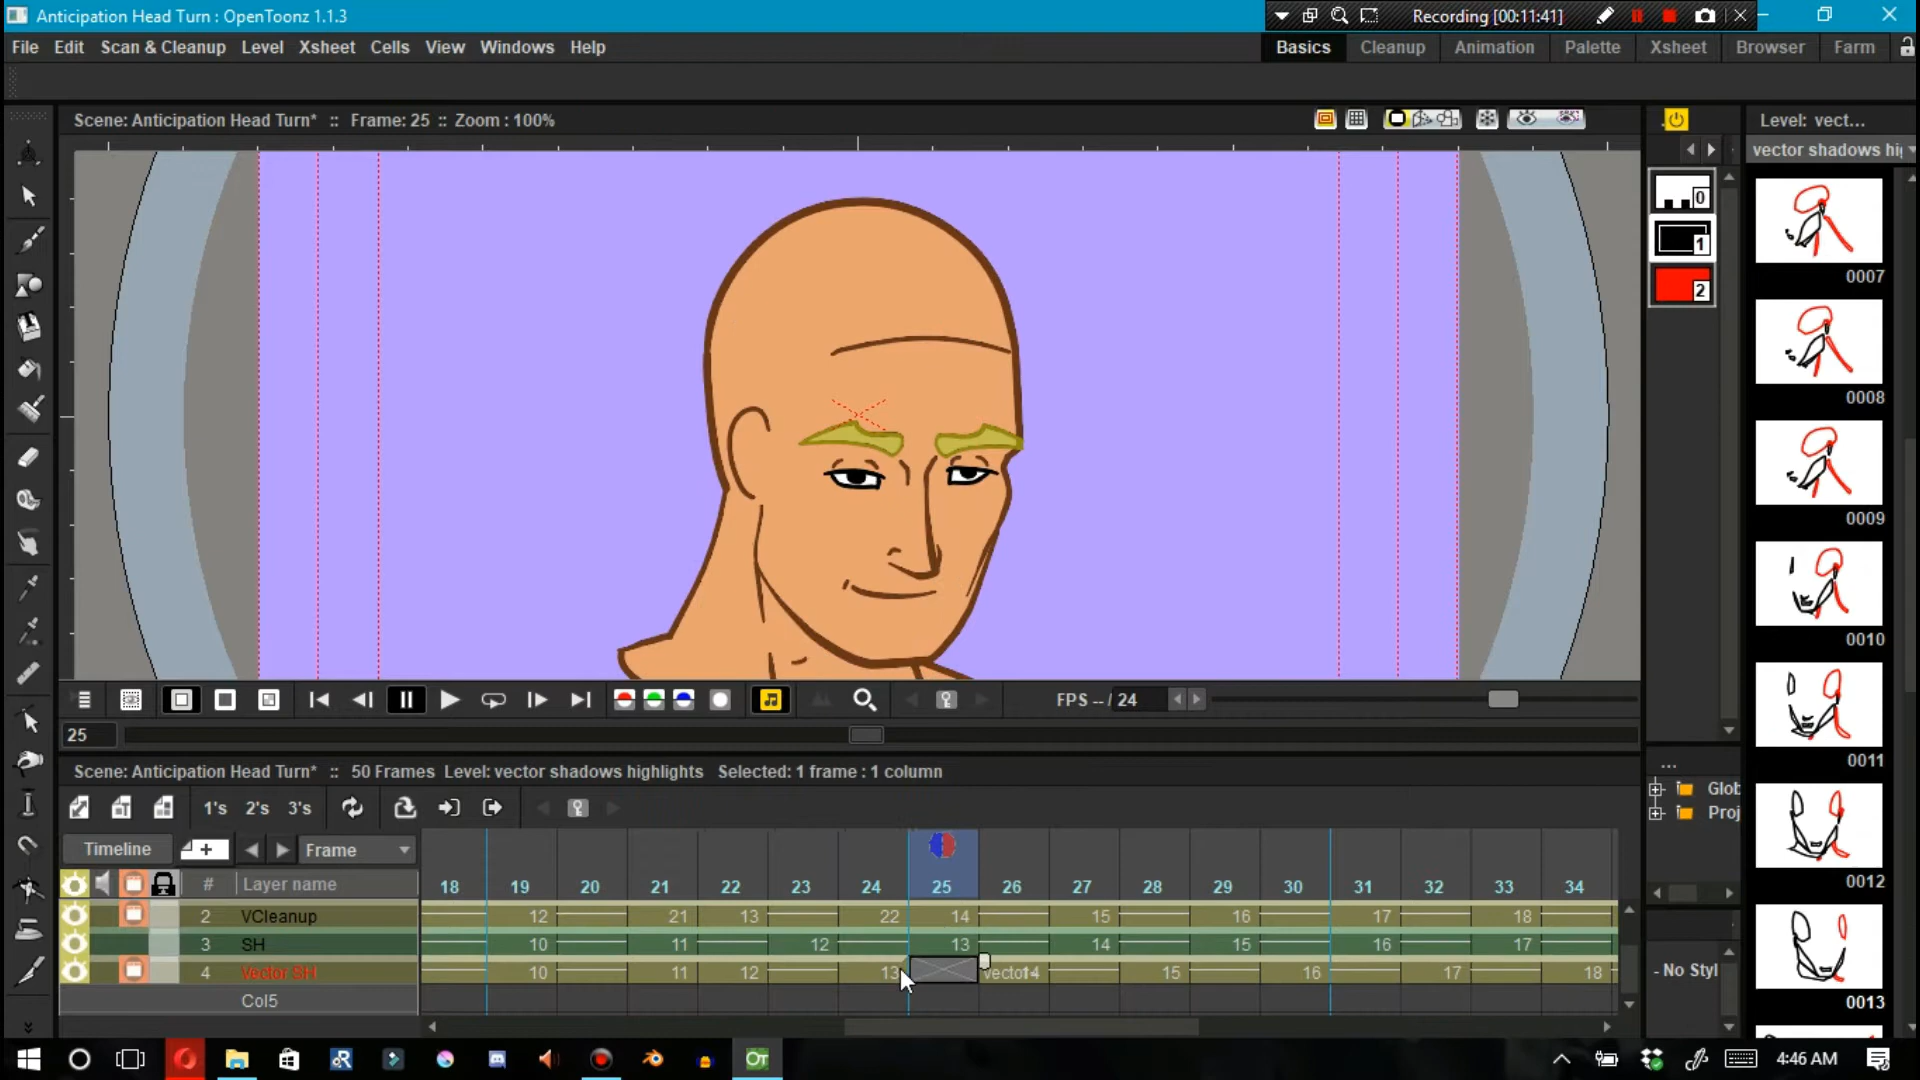 Anticipation Head Turn : OpenToonz 1.1.3
Recording [00:11:41]
File Edit Scan & Cleanup Level Xsheet Cells View Windows Help
Basics Cleanup Animation Palette Xsheet Browser Farm
Scene: Anticipation Head Turn* :: Frame: 25 :: Zoom : 100%
Level: vect...
vector shadows hi
0
1
2
0007
0008
0009
0010
0011
0012
0013
FPS -- / 24
25
Scene: Anticipation Head Turn* :: 50 Frames Level: vector shadows highlights Selected: 1 frame : 1 column
...
Glob
Proj
1's 2's 3's
Timeline + Frame
# Layer name 18 19 20 21 22 23 24 25 26 27 28 29 30 31 32 33 34
2 VCleanup 12 21 13 22 14 15 16 17 18
3 SH 10 11 12 13 14 15 16 17
4 Vector SH 10 11 12 13 vector 14 15 16 17 18
Col5
- No Styl
OT
4:46 AM